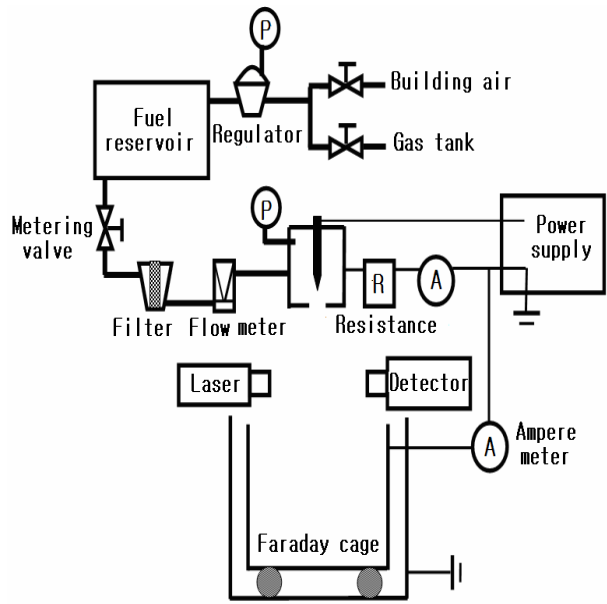 P
Building air
Fuel
reservoir
Regulator
Gas tank
Metering
valve
P
Power
supply
R
A
Filter
Flow meter
Resistance
Laser
Detector
A
Ampere
meter
Faraday cage